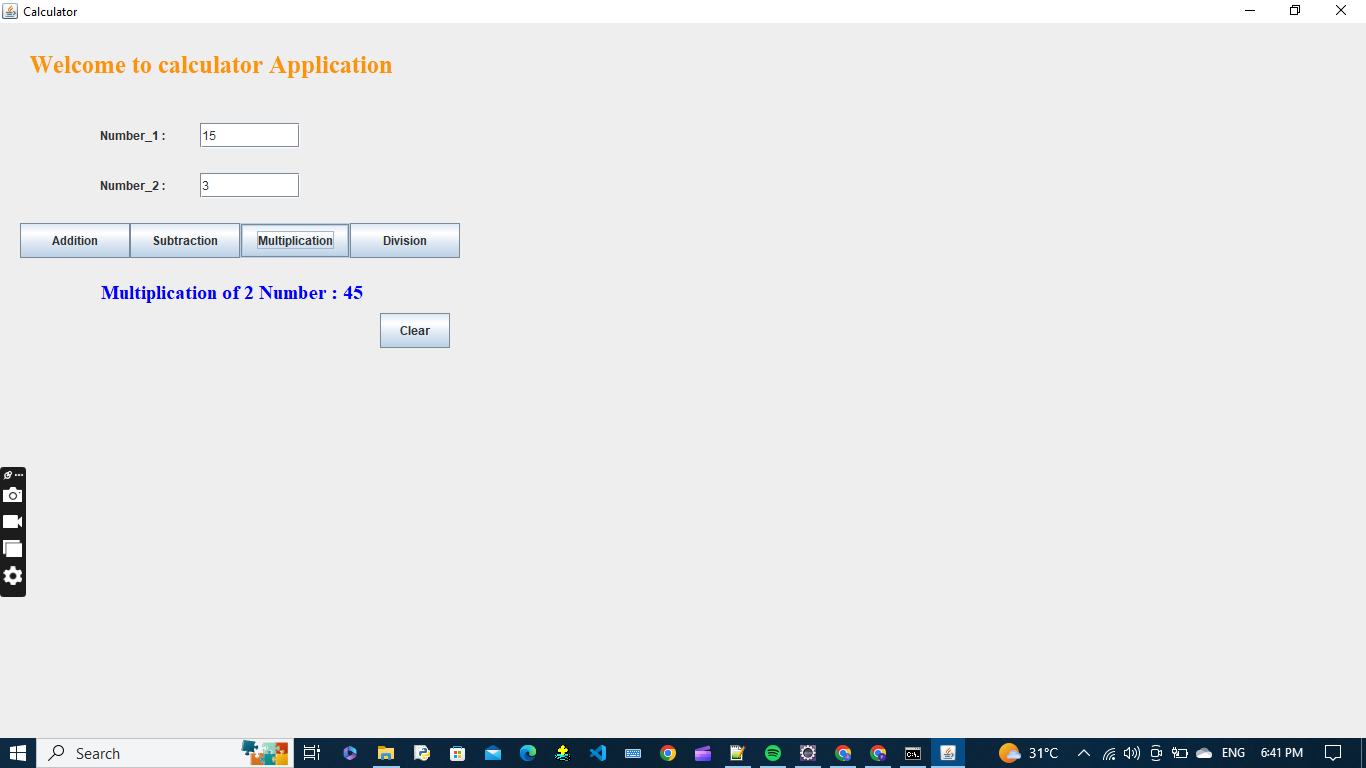 Calculator
Welcome to calculator Application
Number_1 : 15
Number_2 : 3
Addition Subtraction Multiplication Division
Multiplication of 2 Number : 45
Clear
Search 31°C ENG 6:41 PM